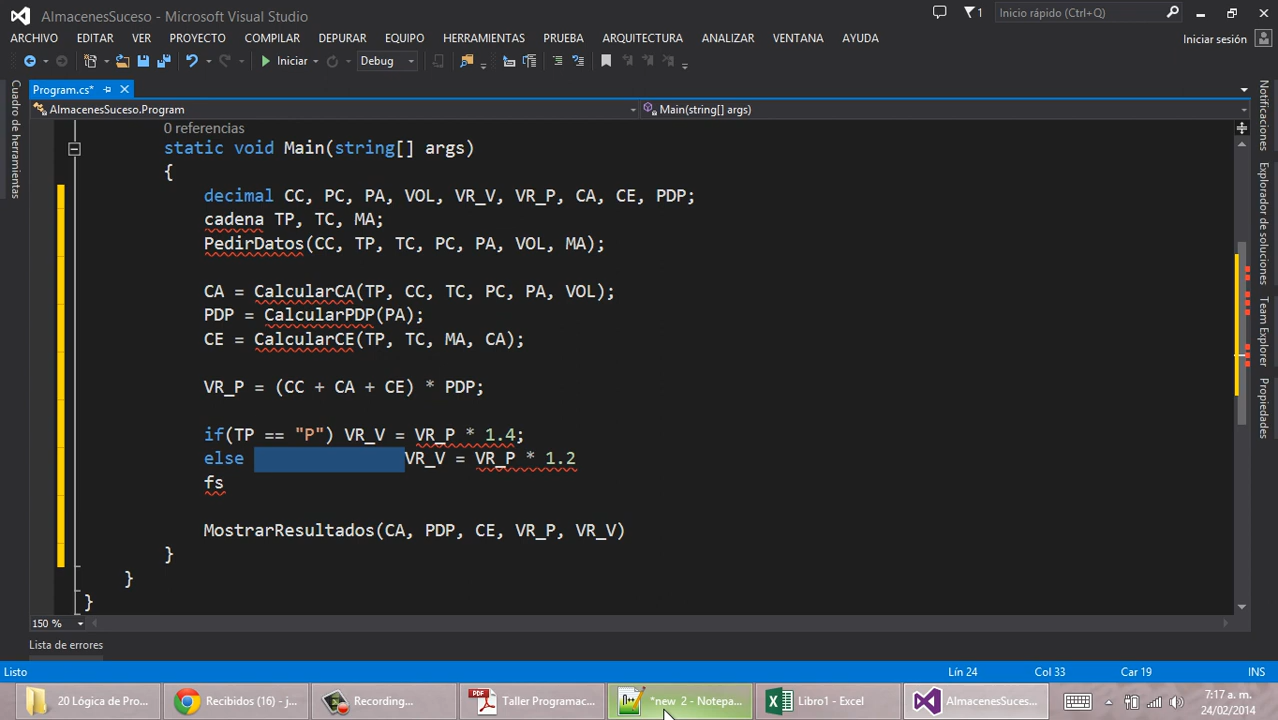 AlmacenesSuceso - Microsoft Visual Studio
1
Inicio rápido (Ctrl+Q)
ARCHIVO EDITAR VER PROYECTO COMPILAR DEPURAR EQUIPO HERRAMIENTAS PRUEBA ARQUITECTURA ANALIZAR VENTANA AYUDA
Iniciar sesión
Iniciar Debug
Program.cs*
AlmacenesSuceso.Program
Main(string[] args)
Cuadro de herramientas
0 referencias
static void Main(string[] args)
{
decimal CC, PC, PA, VOL, VR_V, VR_P, CA, CE, PDP;
cadena TP, TC, MA;
PedirDatos(CC, TP, TC, PC, PA, VOL, MA);
CA = CalcularCA(TP, CC, TC, PC, PA, VOL);
PDP = CalcularPDP(PA);
CE = CalcularCE(TP, TC, MA, CA);
VR_P = (CC + CA + CE) * PDP;
if(TP == "P") VR_V = VR_P * 1.4;
else VR_V = VR_P * 1.2
fs
MostrarResultados(CA, PDP, CE, VR_P, VR_V)
}
}
}
Notificaciones
Explorador de soluciones
Team Explorer
Propiedades
150 %
Lista de errores
Listo
Lín 24
Col 33
Car 19
INS
20 Lógica de Pro...
Recibidos (16) - j...
Recording...
Taller Programac...
*new 2 - Notepa...
Libro1 - Excel
AlmacenesSuces...
7:17 a. m.
24/02/2014